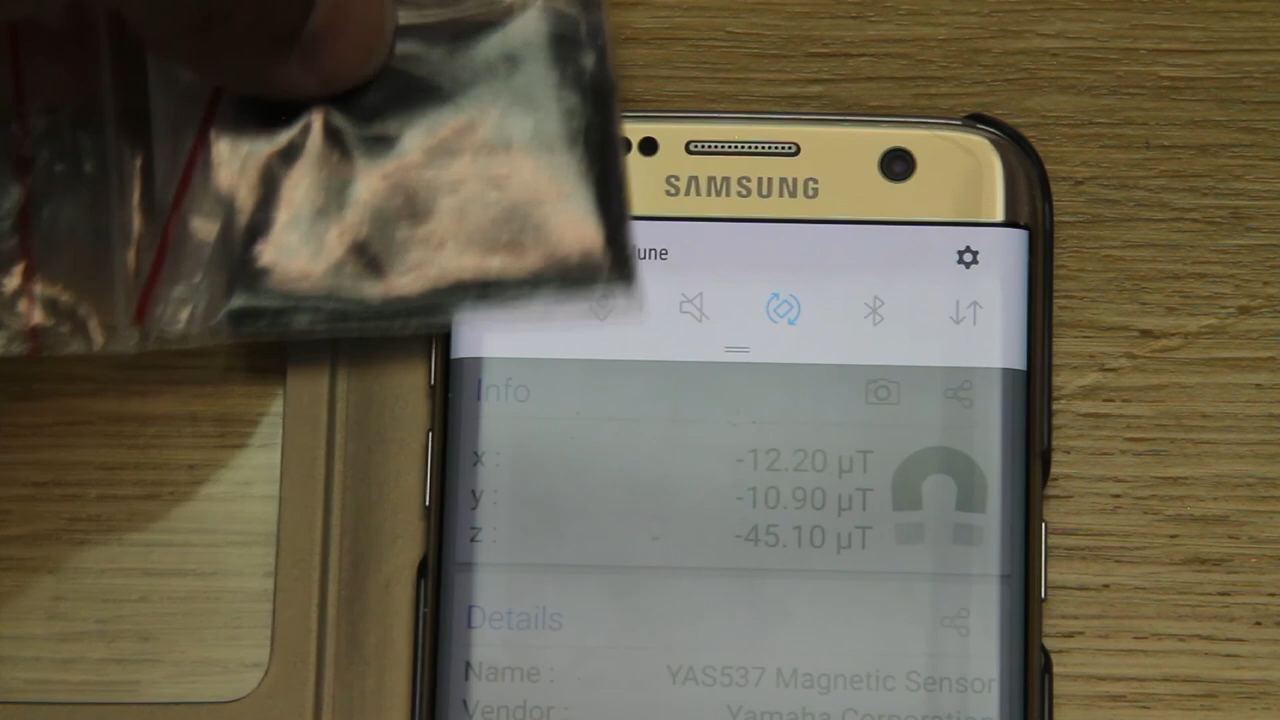 SAMSUNG
Info
x : -12.20 µT
y : -10.90 µT
z : -45.10 µT
Details
Name : YAS537 Magnetic Sensor
Vendor : Yamaha Corporation